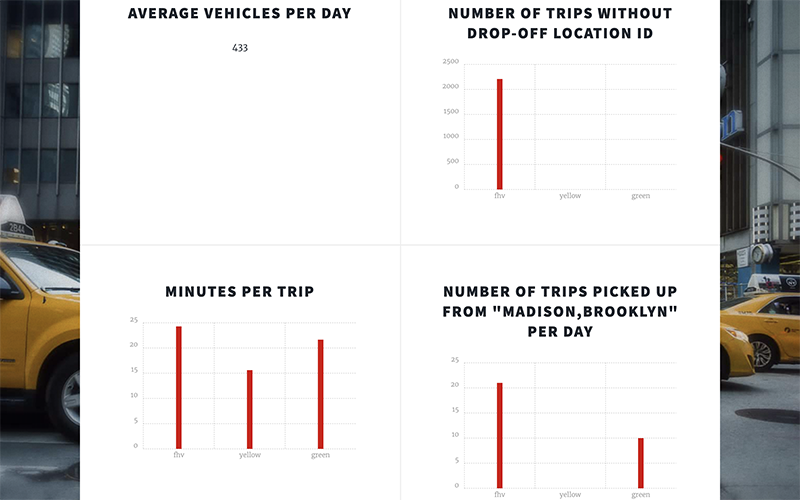 AVERAGE VEHICLES PER DAY
433
NUMBER OF TRIPS WITHOUT
DROP-OFF LOCATION ID
2500
2000
1500
1000
500
0
fhv yellow green
MINUTES PER TRIP
25
20
15
10
5
0
fhv yellow green
NUMBER OF TRIPS PICKED UP
FROM "MADISON,BROOKLYN"
PER DAY
25
20
15
10
5
0
fhv yellow green
2844